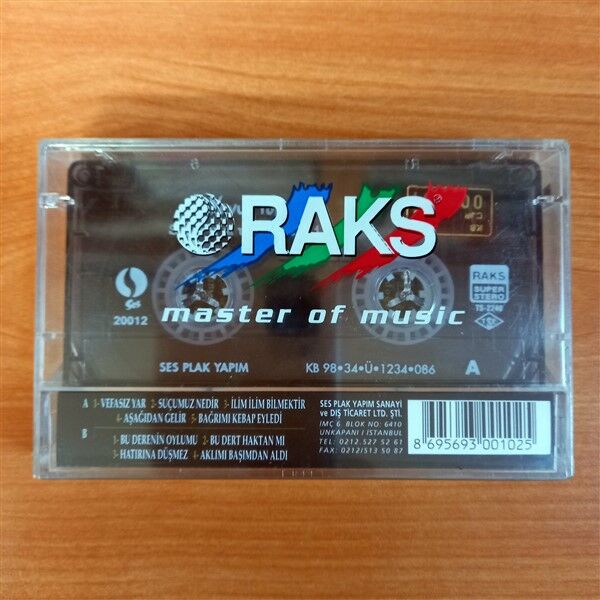 RAKS
master of music
Ses
20012
RAKS
SUPER
STEREO
SES PLAK YAPIM
KB 98•34•Ü•1234•086
A
A 1- VEFASIZ YAR 2- SUÇUMUZ NEDİR 3- İLİM İLİM BİLMEKTİR
4- AŞAĞIDAN GELİR 5- BAĞRIMI KEBAP EYLEDİ
B
1- BU DERENİN OYLUMU 2- BU DERT HAKTAN MI
3- HATIRINA DÜŞMEZ 4- AKLIMI BAŞIMDAN ALDI
SES PLAK YAPIM SANAYİ
ve DIŞ TİCARET LTD. ŞTİ.
İMÇ 6. BLOK NO: 6410
UNKAPANI / İSTANBUL
TEL: 0212.527 52 61
FAX: 0212/513 50 87
8 695693 001025